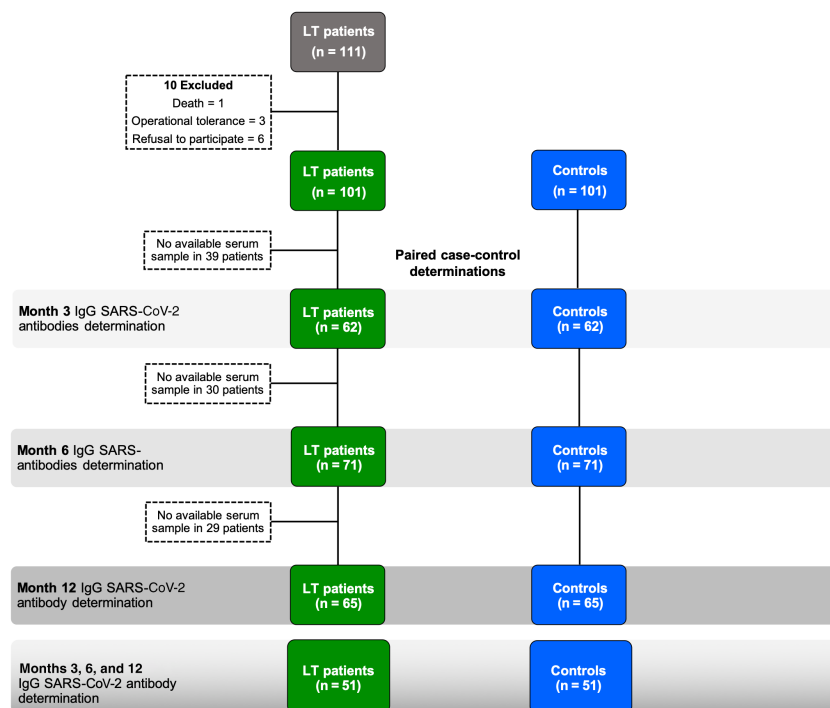 LT patients
(n = 111)
10 Excluded
Death = 1
Operational tolerance = 3
Refusal to participate = 6
LT patients
(n = 101)
Controls
(n = 101)
No available serum
sample in 39 patients
Paired case-control
determinations
Month 3 IgG SARS-CoV-2
antibodies determination
LT patients
(n = 62)
Controls
(n = 62)
No available serum
sample in 30 patients
Month 6 IgG SARS-
antibodies determination
LT patients
(n = 71)
Controls
(n = 71)
No available serum
sample in 29 patients
Month 12 IgG SARS-CoV-2
antibody determination
LT patients
(n = 65)
Controls
(n = 65)
Months 3, 6, and 12
IgG SARS-CoV-2 antibody
determination
LT patients
(n = 51)
Controls
(n = 51)